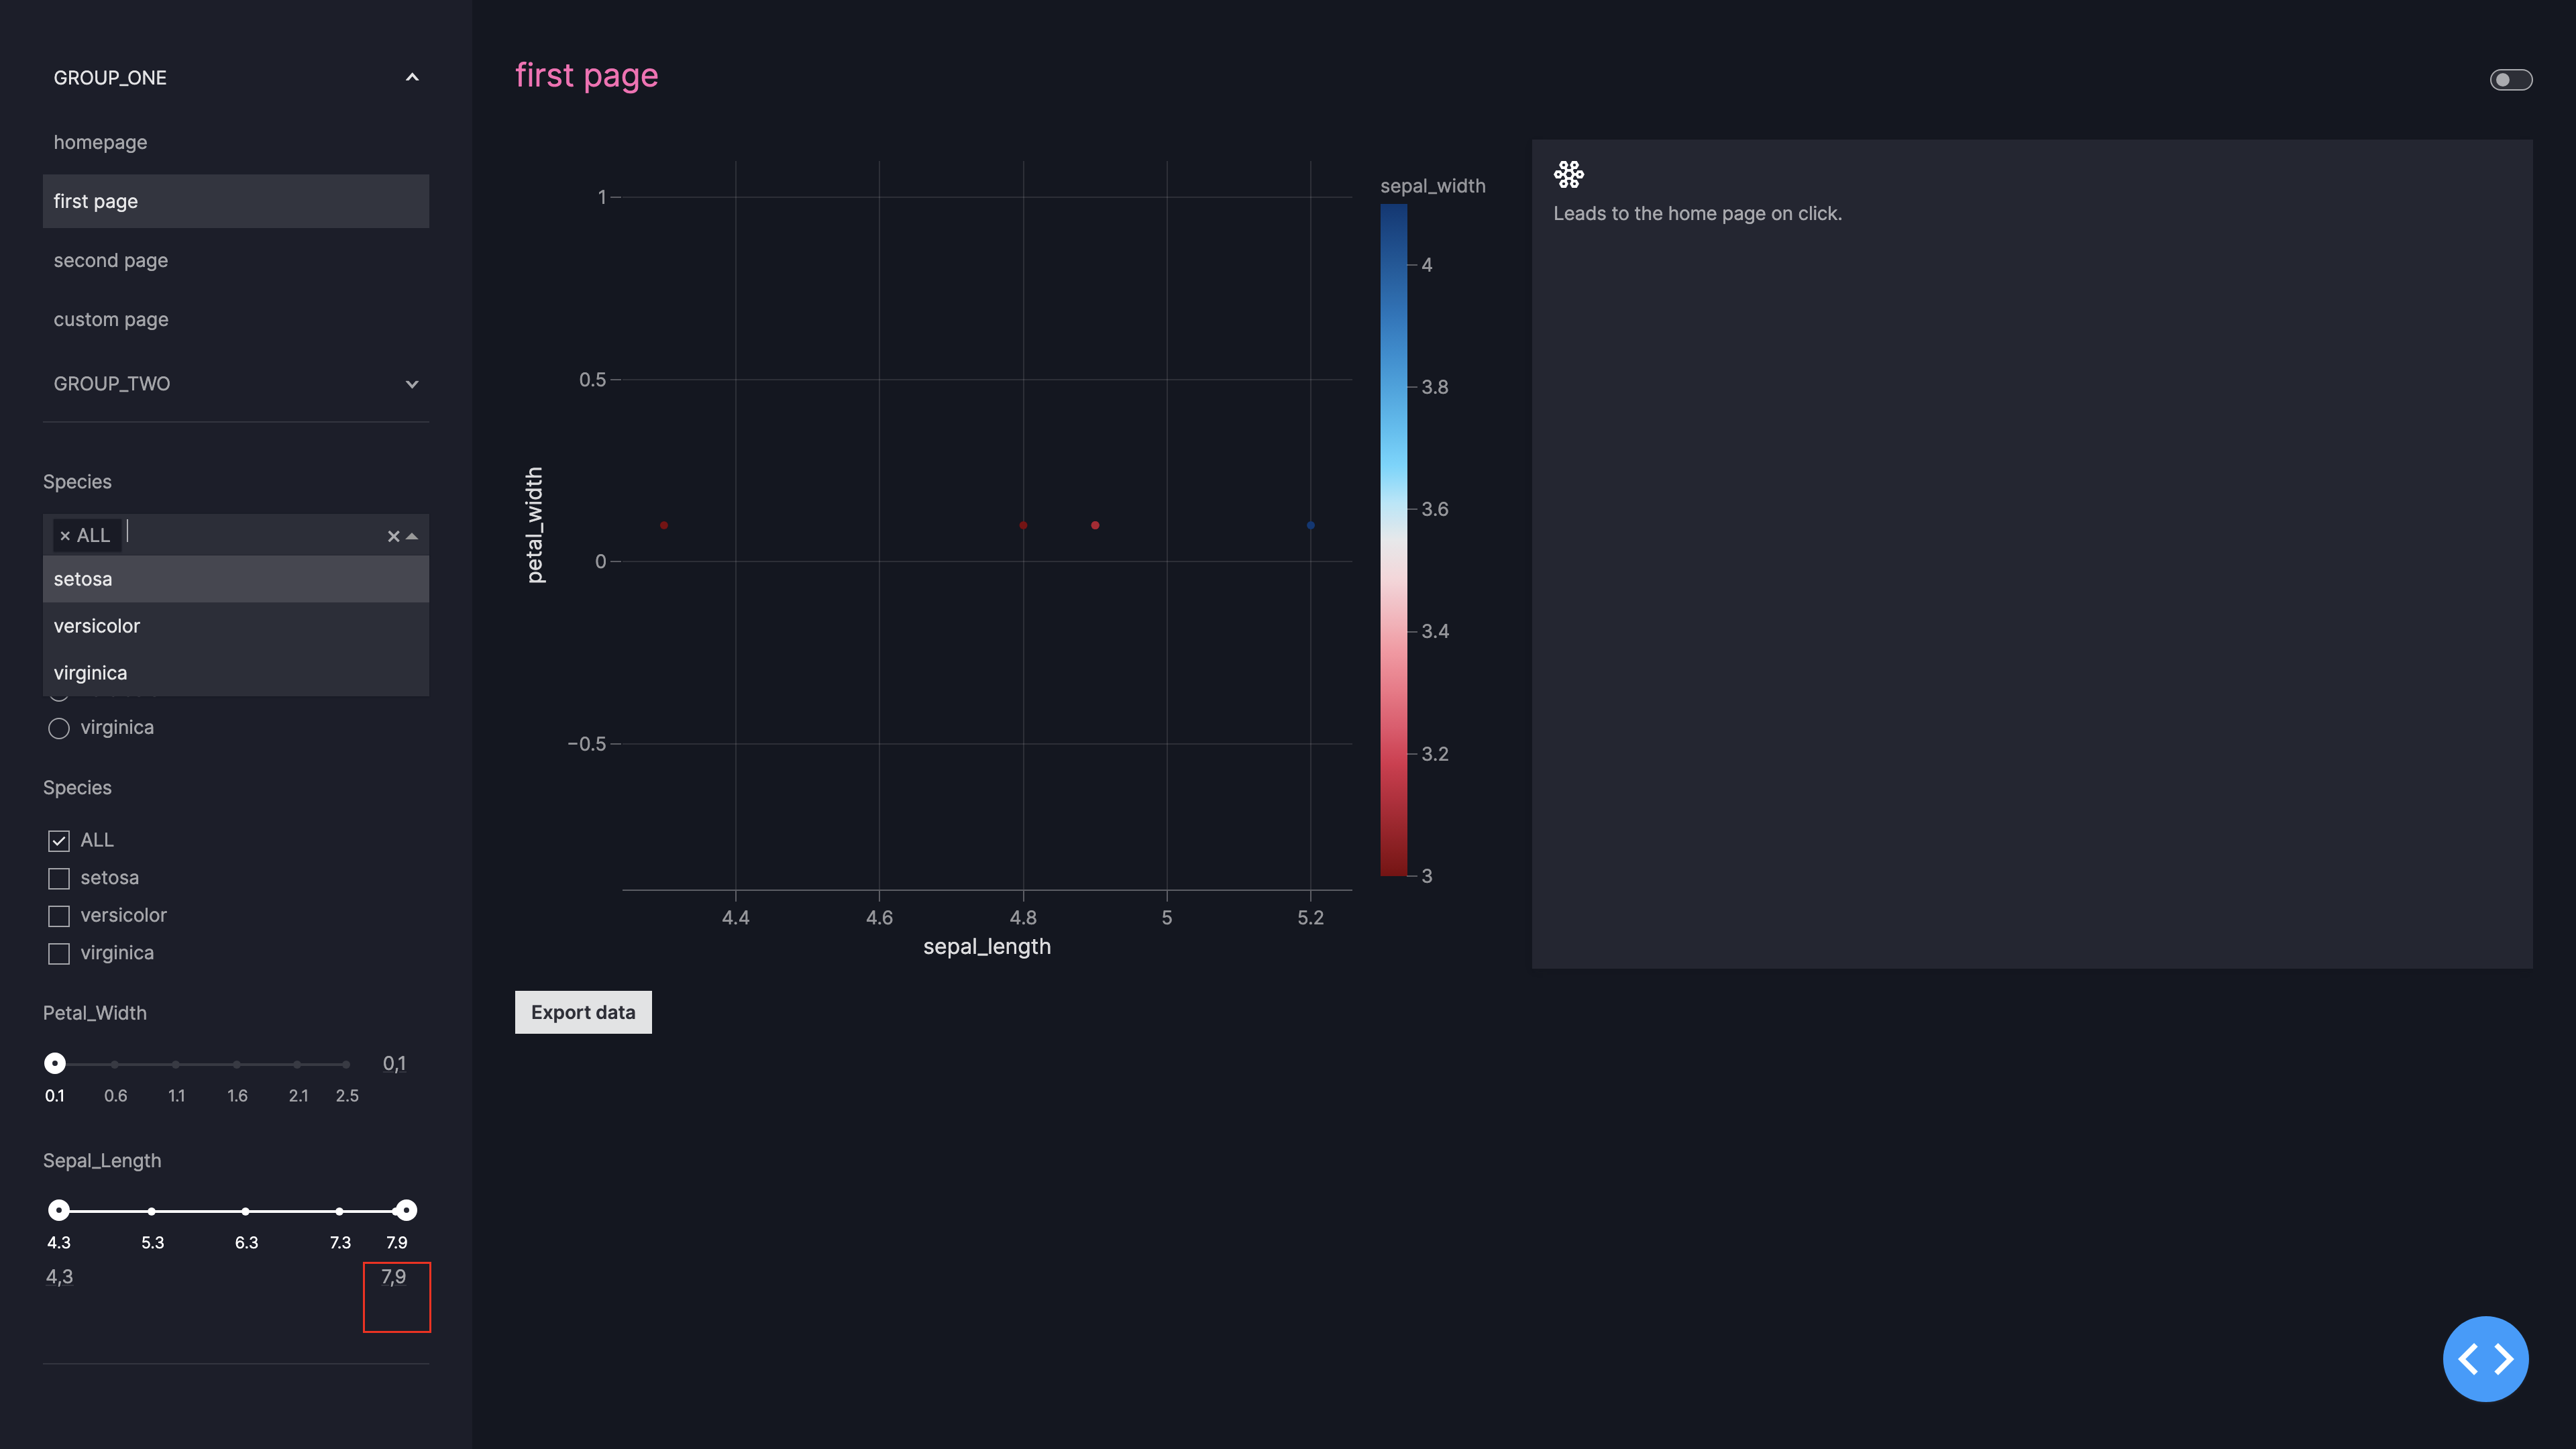 GROUP_ONE
homepage
first page
second page
custom page
GROUP_TWO
Species
× ALL
setosa
versicolor
virginica
virginica
Species
ALL
setosa
versicolor
virginica
Petal_Width
0,1
0.1 0.6 1.1 1.6 2.1 2.5
Sepal_Length
4.3 5.3 6.3 7.3 7.9
4,3 7,9
first page
1
0.5
0
−0.5
petal_width
4.4 4.6 4.8 5 5.2
sepal_length
sepal_width
4
3.8
3.6
3.4
3.2
3
Export data
Leads to the home page on click.